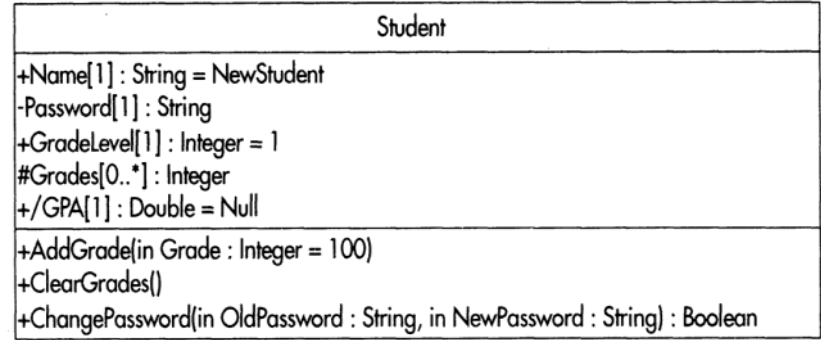 Student
+Name[1] : String = NewStudent
-Password[1] : String
+GradeLevel[1] : Integer = 1
#Grades[0..*] : Integer
+/GPA[1] : Double = Null
+AddGrade(in Grade : Integer = 100)
+ClearGrades()
+ChangePassword(in OldPassword : String, in NewPassword : String) : Boolean